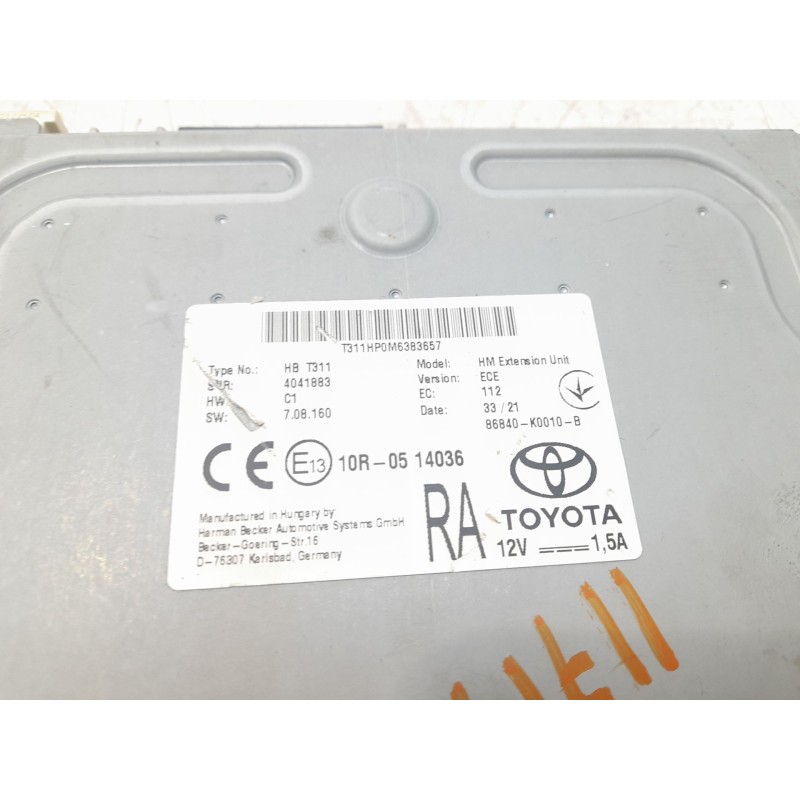 T311HP0M6383657
Type No.: HB T311 Model: HM Extension Unit
4041883 Version: ECE
HW C1 EC: 112
SW: 7.08.160 Date: 33/21
86840-K0010-B
CE E13 10R-05 14036
Manufactured in Hungary by:
Harman Becker Automotive Systems GmbH
Becker-Goering-Str.16
D-76307 Karlsbad, Germany
RA TOYOTA
12V 1,5A